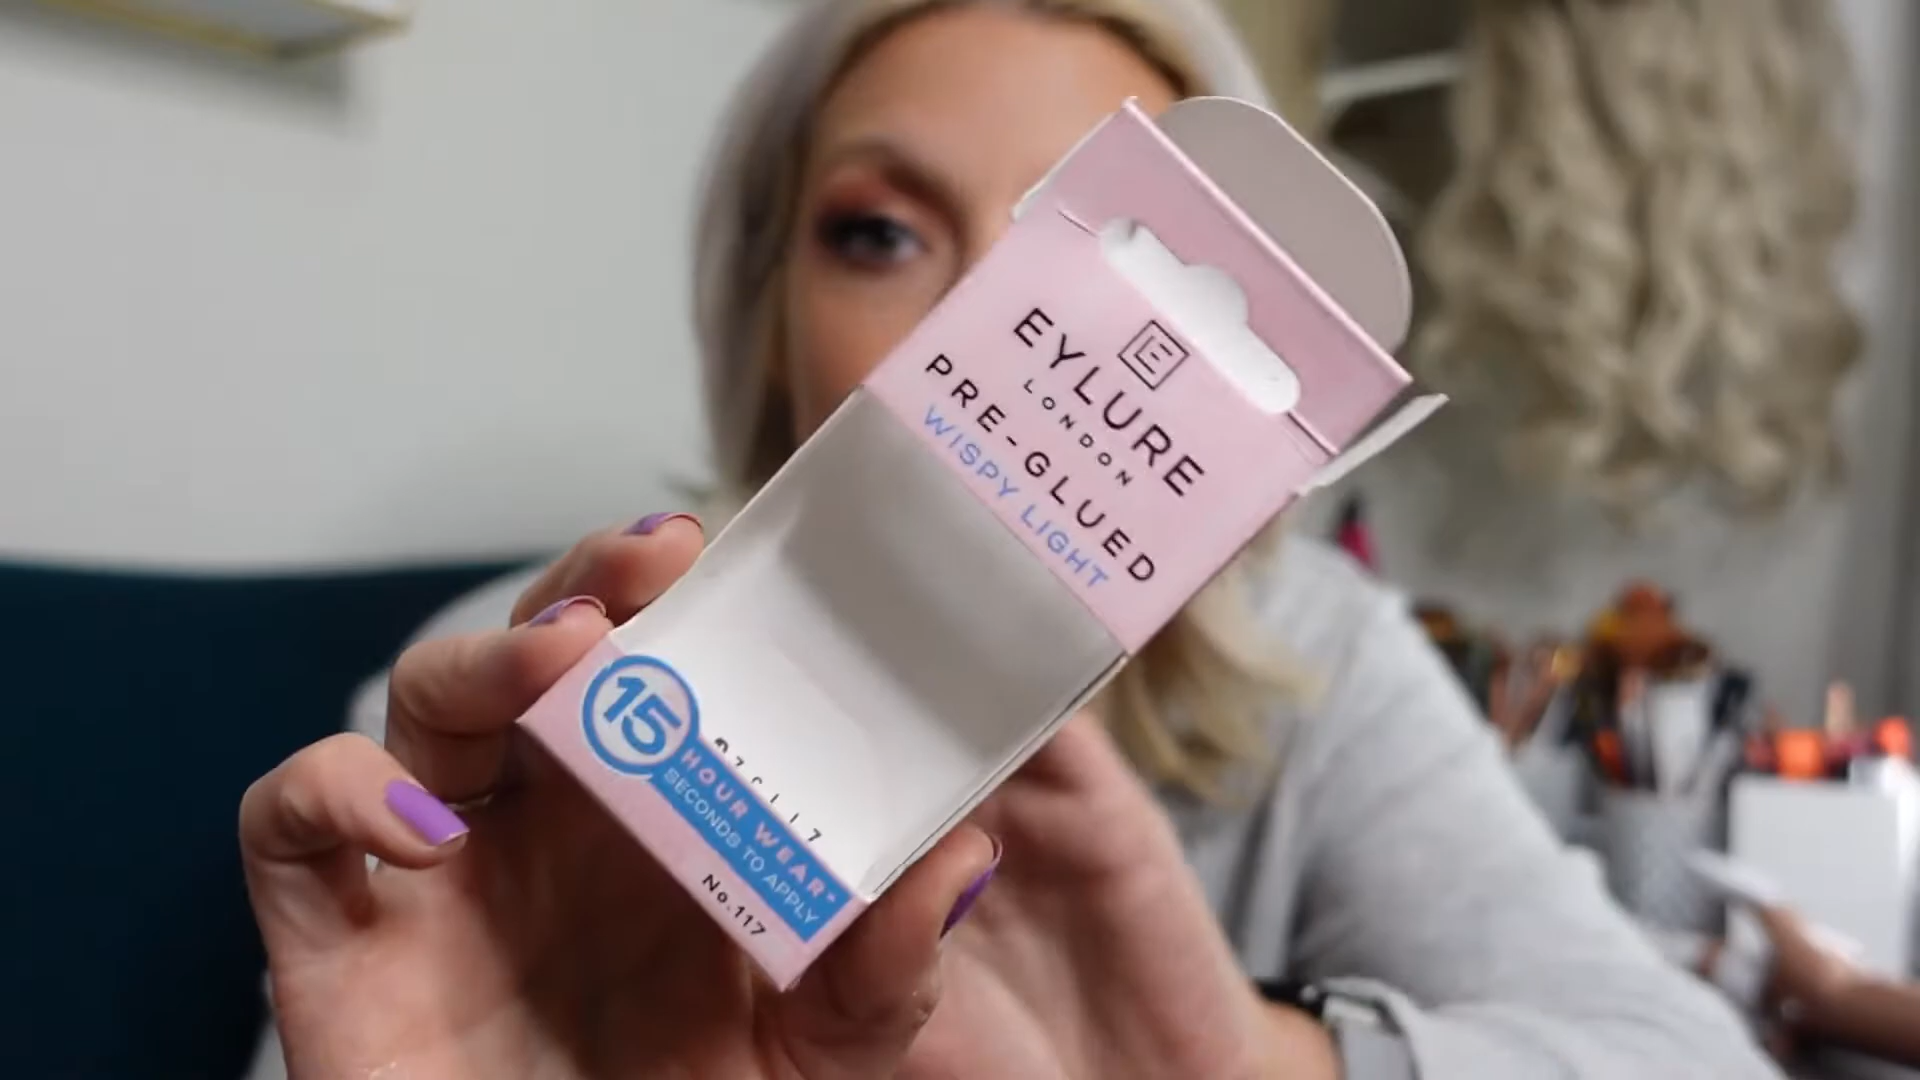 E
EYLURE
LONDON
PRE-GLUED
WISPY LIGHT
15
HOUR WEAR*
SECONDS TO APPLY
No.117